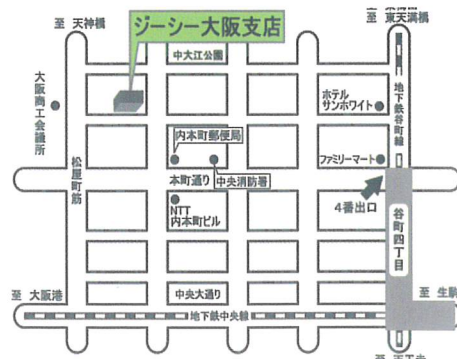 至 天神橋
ジーシー大阪支店
至 東天満橋
中大江公園
大阪商工会議所
ホテル
サンホワイト
地下鉄谷町線
内本町郵便局
松屋町筋
本町通り
中央消防署
ファミリーマート
4番出口
NTT
内本町ビル
谷町四丁目
至 大阪港
中央大通り
至 生駒
地下鉄中央線